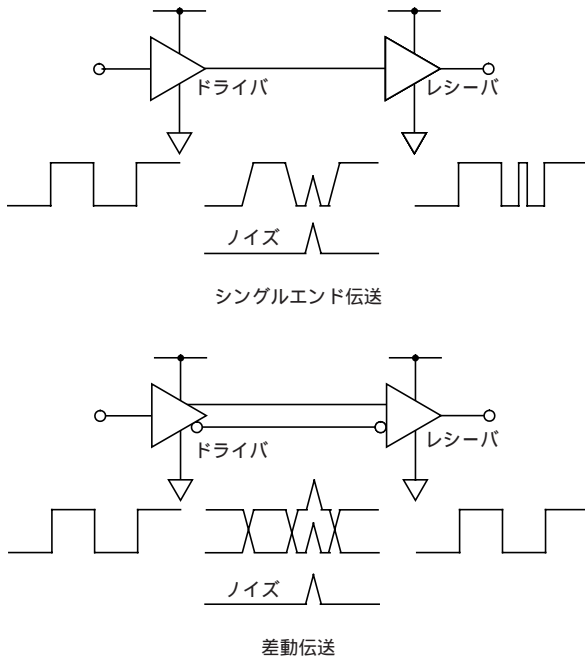 ドライバ
レシーバ
ノイズ
シングルエンド伝送
ドライバ
レシーバ
ノイズ
差動伝送